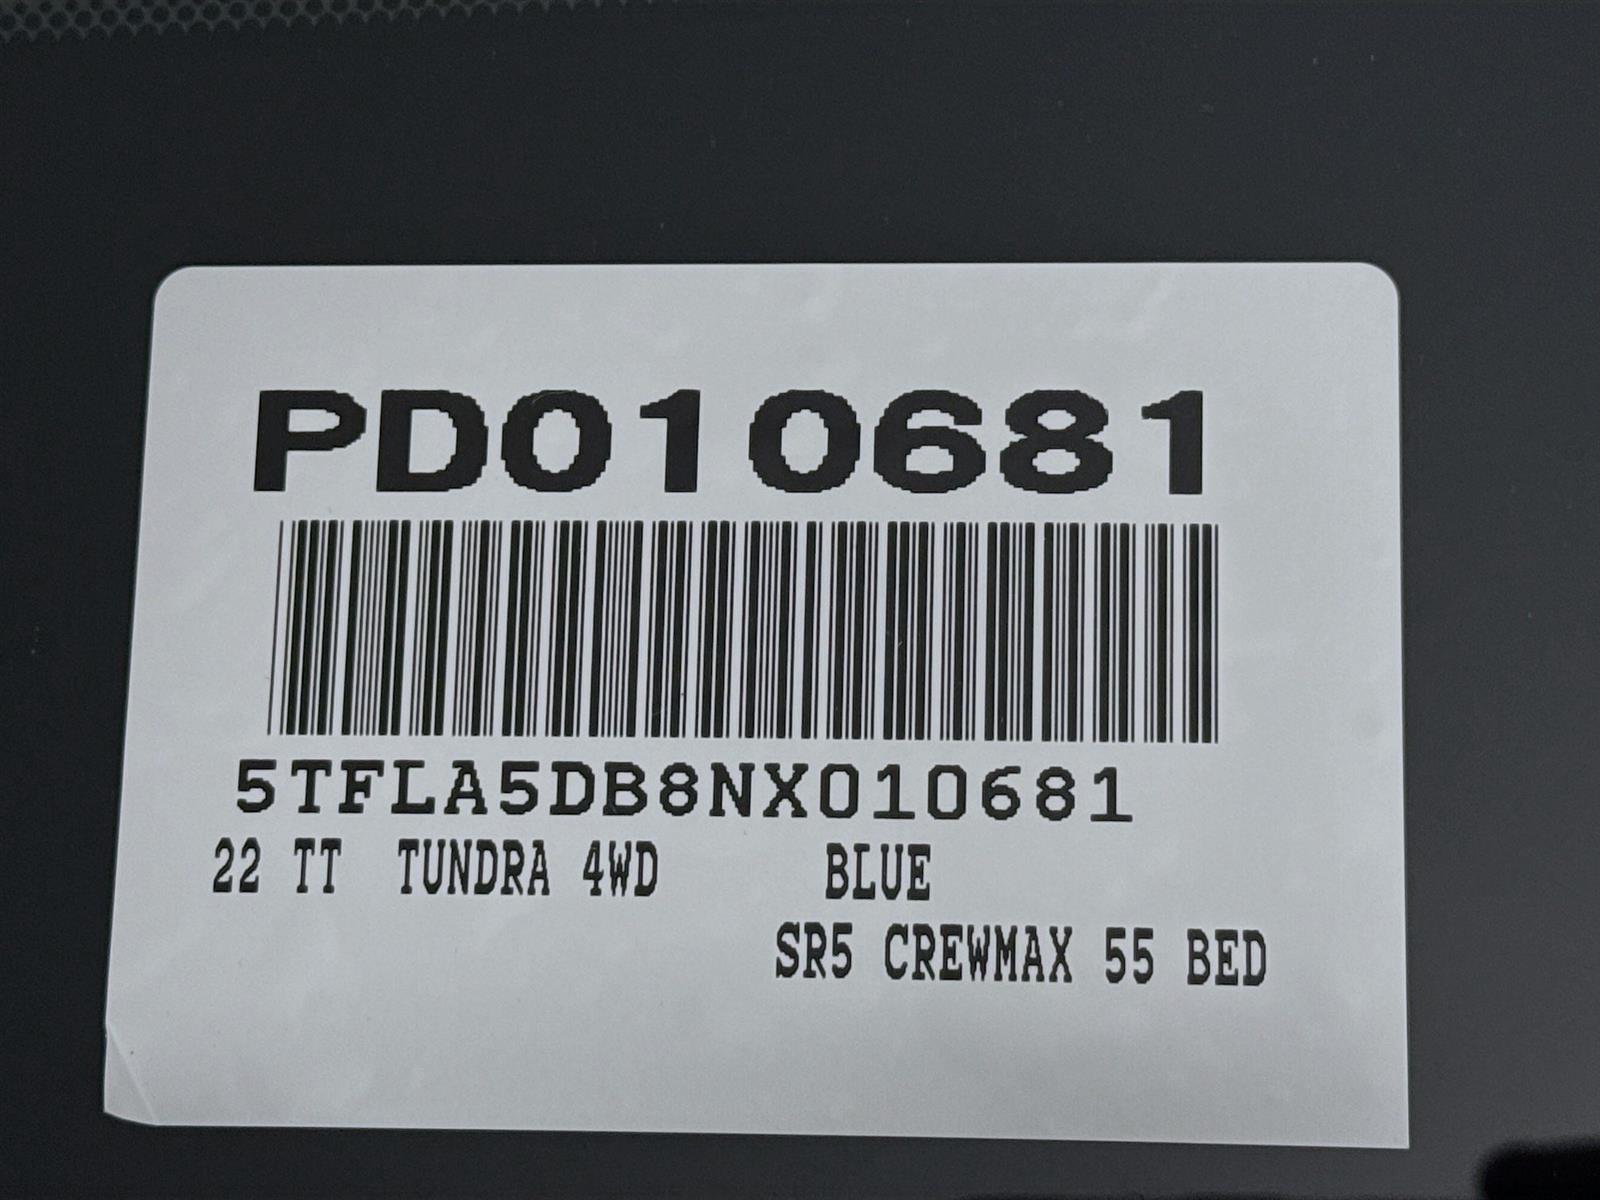 PD010681
5TFLA5DB8NX010681
22 TT TUNDRA 4WD BLUE
SR5 CREWMAX 55 BED